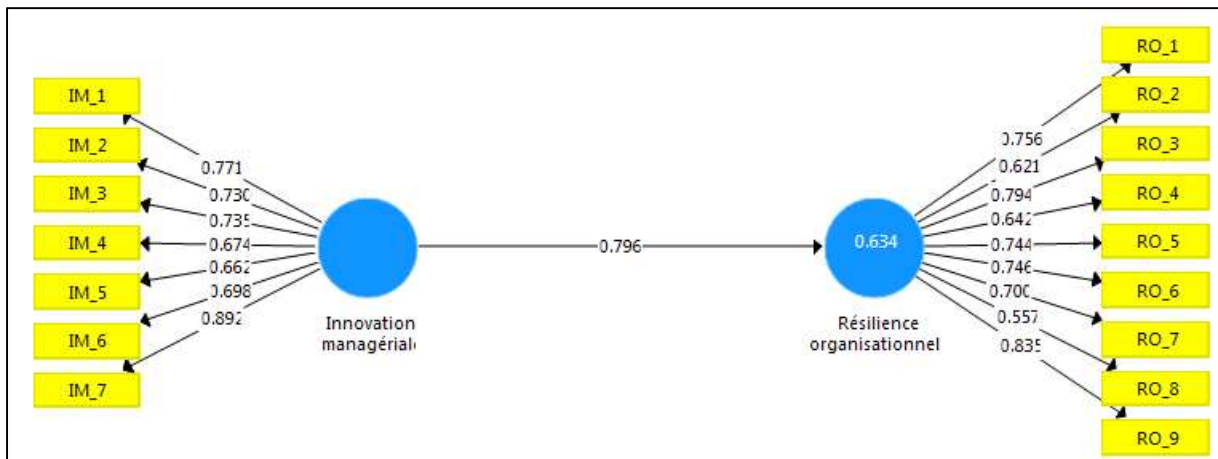 IM_1
IM_2
IM_3
IM_4
IM_5
IM_6
IM_7
0.771
0.730
0.735
0.674
0.662
0.698
0.892
Innovation
managériale
0.796
0.634
Résilience
organisationnel
0.756
0.621
0.794
0.642
0.744
0.746
0.700
0.557
0.835
RO_1
RO_2
RO_3
RO_4
RO_5
RO_6
RO_7
RO_8
RO_9